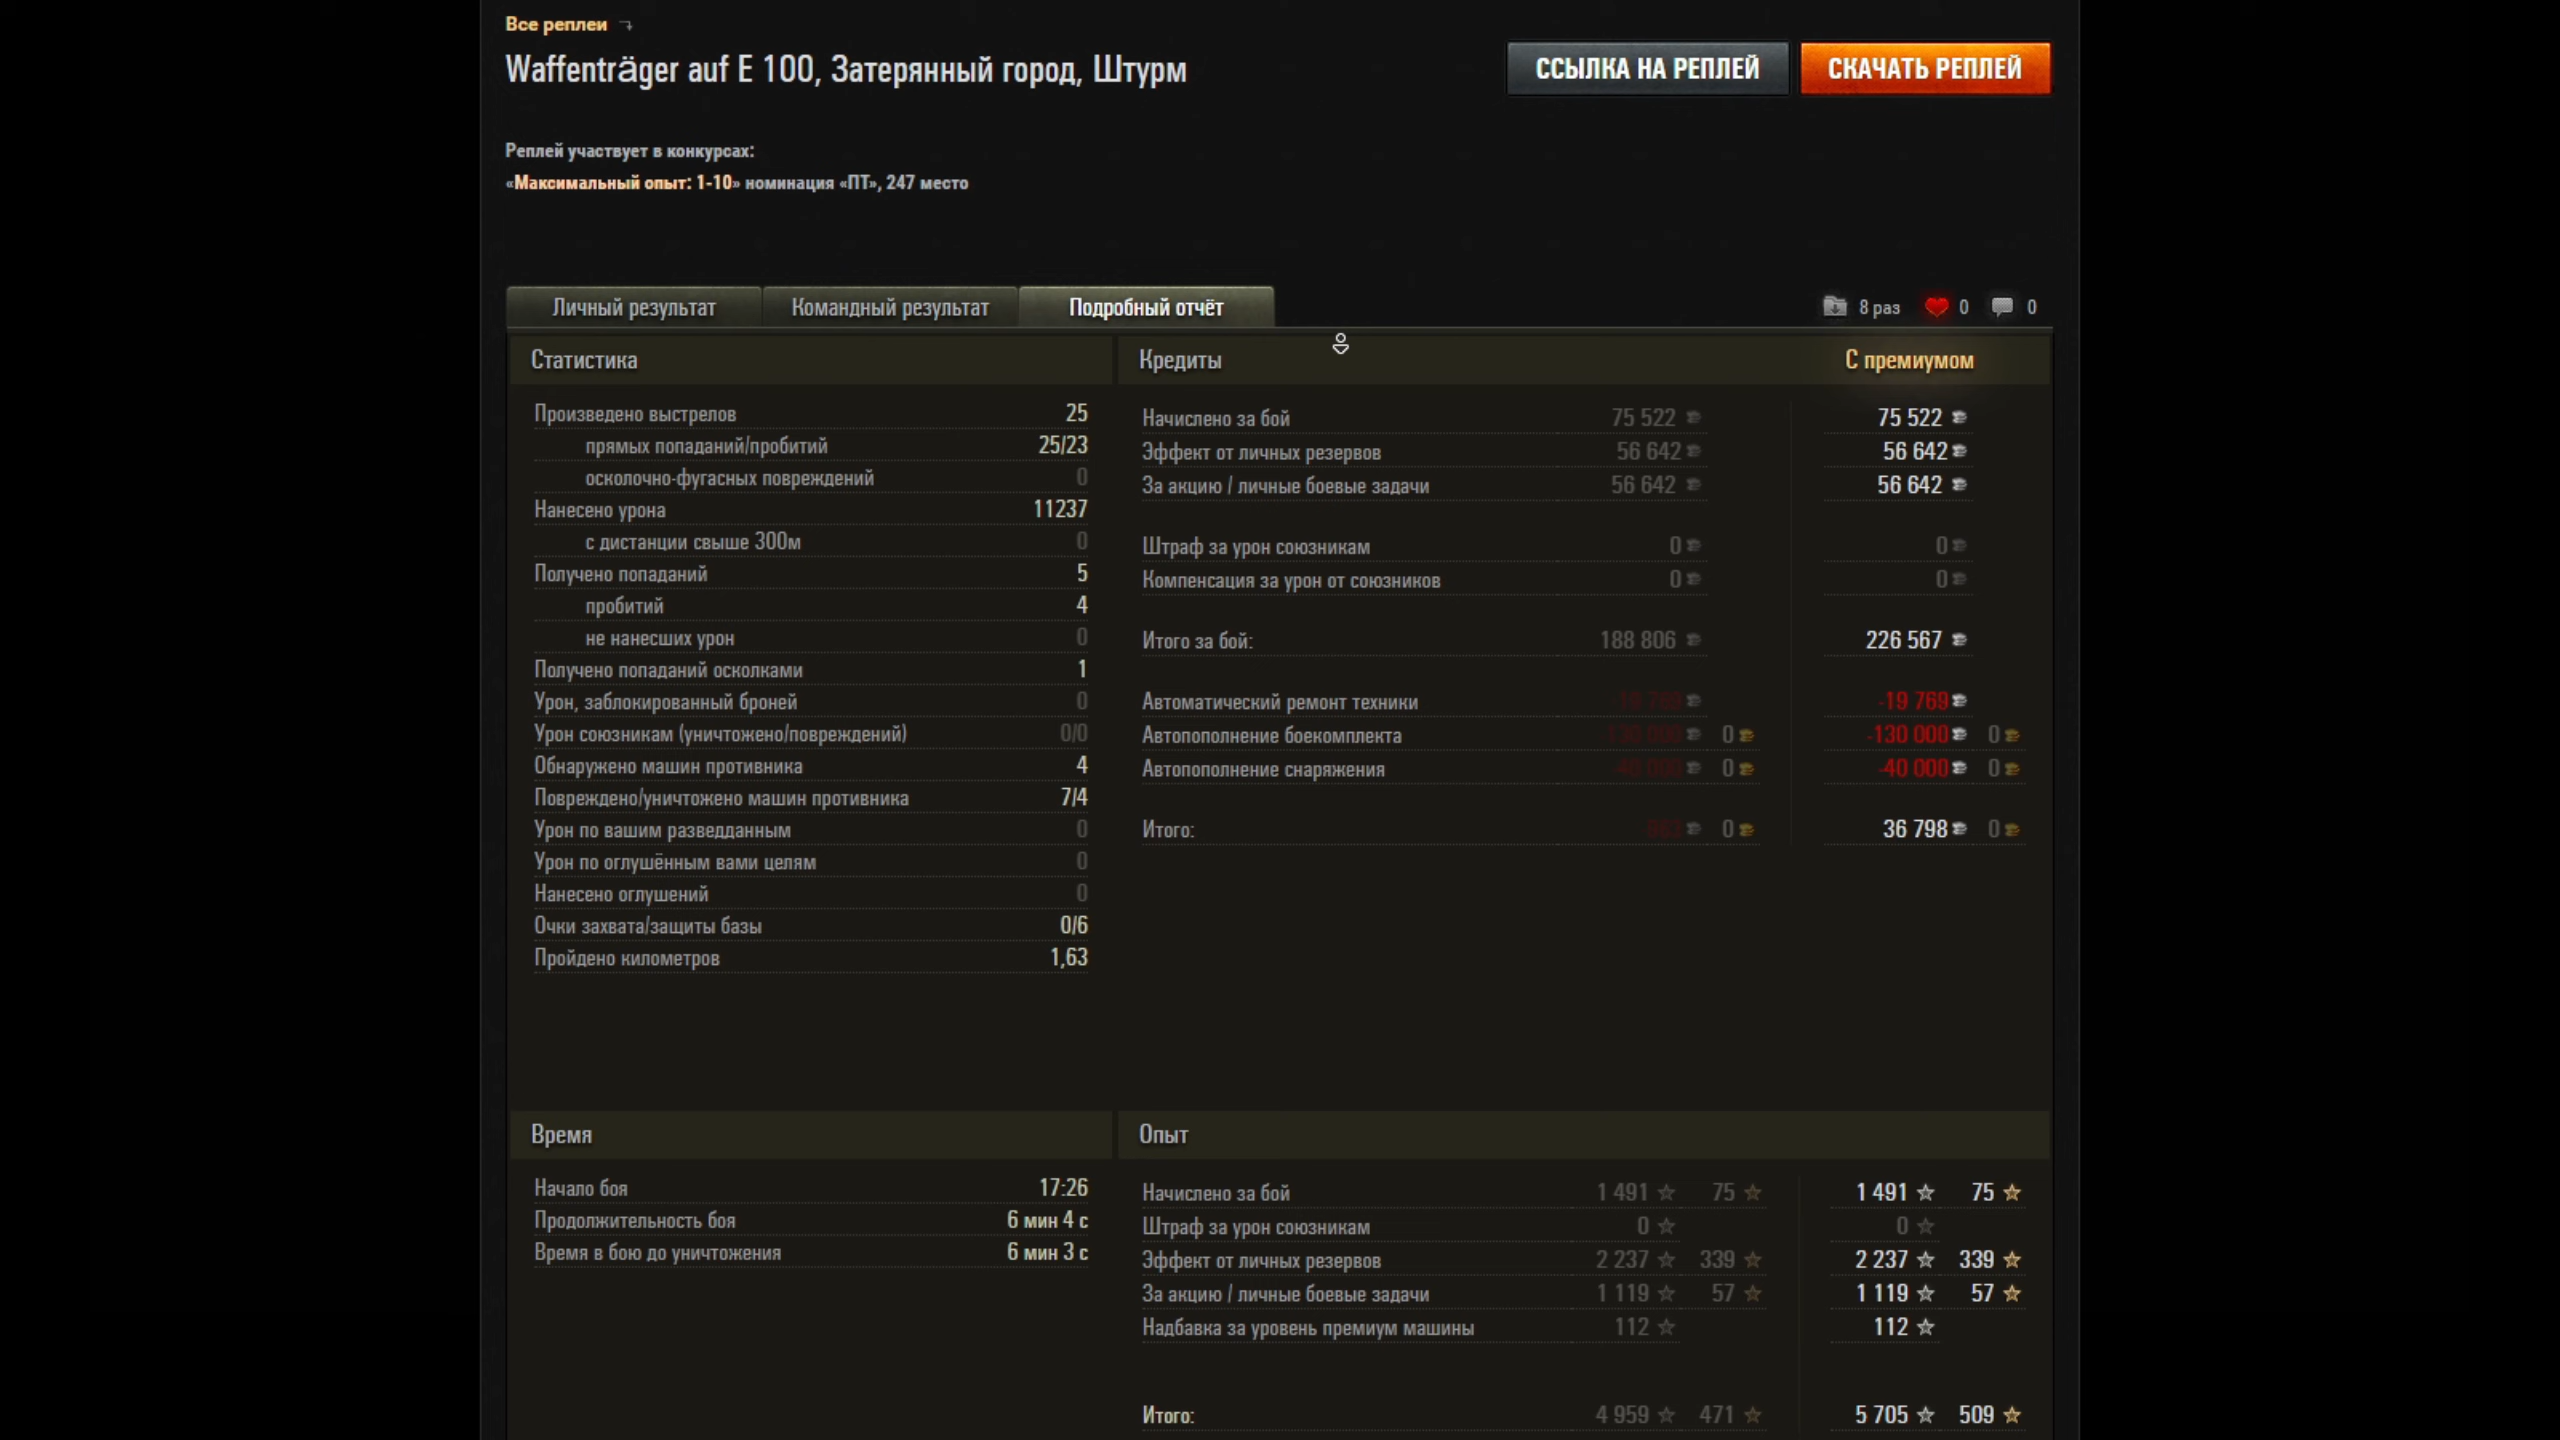 Все реплеи
Waffenträger auf E 100, Затерянный город, Штурм
ССЫЛКА НА РЕПЛЕЙ
СКАЧАТЬ РЕПЛЕЙ
Реплей участвует в конкурсах:
«Максимальный опыт: 1-10» номинация «ПТ», 247 место
Личный результат
Командный результат
Подробный отчёт
8 раз 0 0
Статистика
Произведено выстрелов 25
прямых попаданий/пробитий 25/23
осколочно-фугасных повреждений 0
Нанесено урона 11237
с дистанции свыше 300м 0
Получено попаданий 5
пробитий 4
не нанесших урон 0
Получено попаданий осколками 1
Урон, заблокированный броней 0
Урон союзникам (уничтожено/повреждений) 0/0
Обнаружено машин противника 4
Повреждено/уничтожено машин противника 7/4
Урон по вашим разведданным 0
Урон по оглушённым вами целям 0
Нанесено оглушений 0
Очки захвата/защиты базы 0/6
Пройдено километров 1,63
Кредиты С премиумом
Начислено за бой 75 522 75 522
Эффект от личных резервов 56 642 56 642
За акцию / личные боевые задачи 56 642 56 642
Штраф за урон союзникам 0 0
Компенсация за урон от союзников 0 0
Итого за бой: 188 806 226 567
Автоматический ремонт техники -19 769 -19 769
Автопополнение боекомплекта -130 000 0 -130 000 0
Автопополнение снаряжения -40 000 0 -40 000 0
Итого: 0 36 798 0
Время
Начало боя 17:26
Продолжительность боя 6 мин 4 с
Время в бою до уничтожения 6 мин 3 с
Опыт
Начислено за бой 1 491 75 1 491 75
Штраф за урон союзникам 0 0
Эффект от личных резервов 2 237 339 2 237 339
За акцию / личные боевые задачи 1 119 57 1 119 57
Надбавка за уровень премиум машины 112 112
Итого: 4 959 471 5 705 509